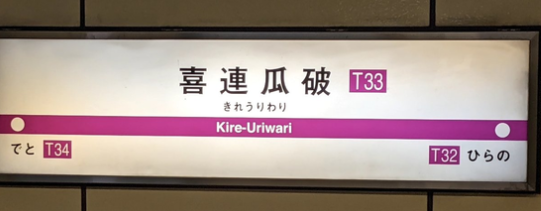 喜連瓜破 T33
きれうりわり
Kire-Uriwari
でと T34
T32 ひらの